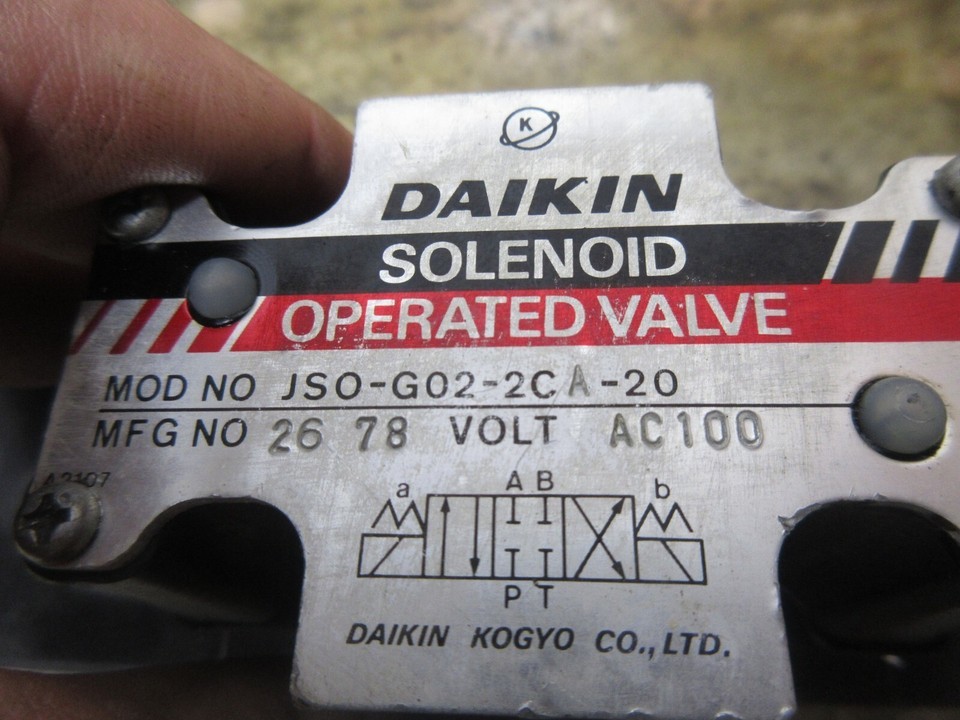 K
DAIKIN
SOLENOID
OPERATED VALVE
MOD NO JSO-G02-2CA-20
MFG NO 26 78 VOLT AC100
A B
a b
P T
DAIKIN KOGYO CO., LTD.